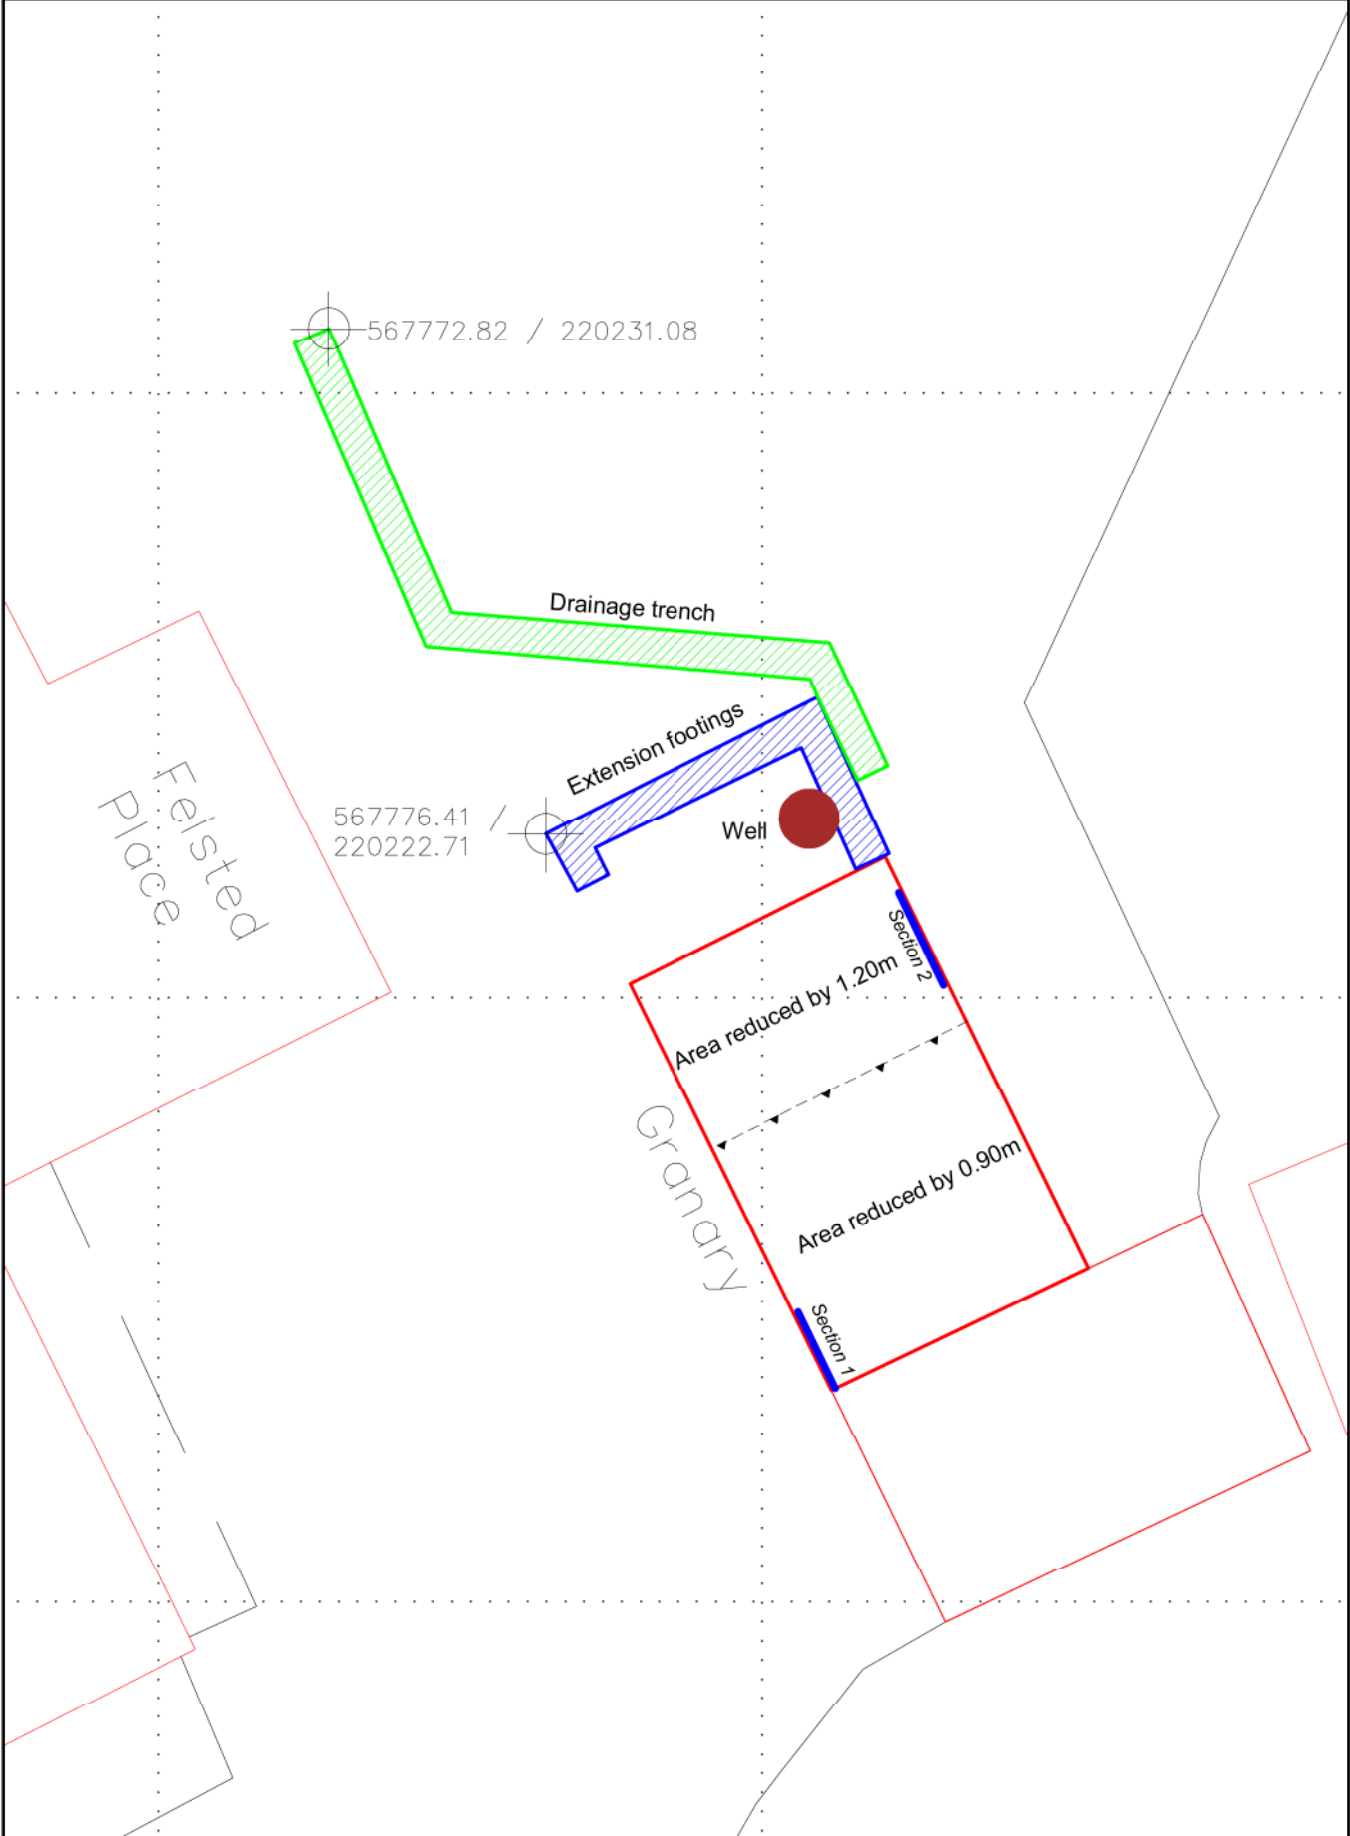 567772.82 / 220231.08
Drainage trench
Extension footings
567776.41 /
220222.71
Well
Feisted
Place
Section 2
Area reduced by 1.20m
Granary
Area reduced by 0.90m
Section 1